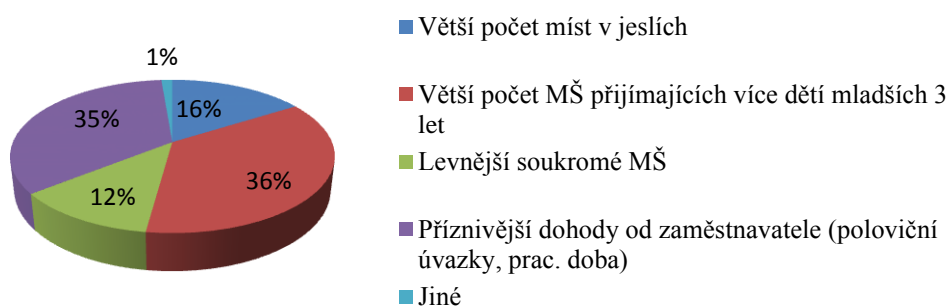 1%
16%
35%
36%
12%
Větší počet míst v jeslích
Větší počet MŠ přijímajících více dětí mladších 3
let
Levnější soukromé MŠ
Příznivější dohody od zaměstnavatele (poloviční
úvazky, prac. doba)
Jiné